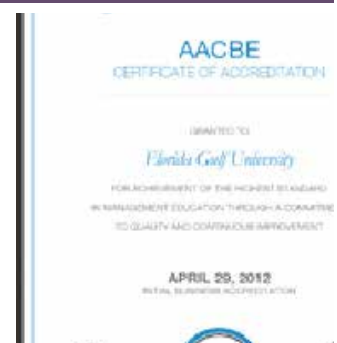 AACBE
CERTIFICATE OF ACCREDITATION
GRANTED TO
Florida Gulf University
FOR ACHIEVEMENT OF THE HIGHEST STANDARD
IN MANAGEMENT EDUCATION THROUGH A COMMITME
TO QUALITY AND CONTINUOUS IMPROVEMENT
APRIL 29, 2012
INITIAL BUSINESS ACCREDITATION